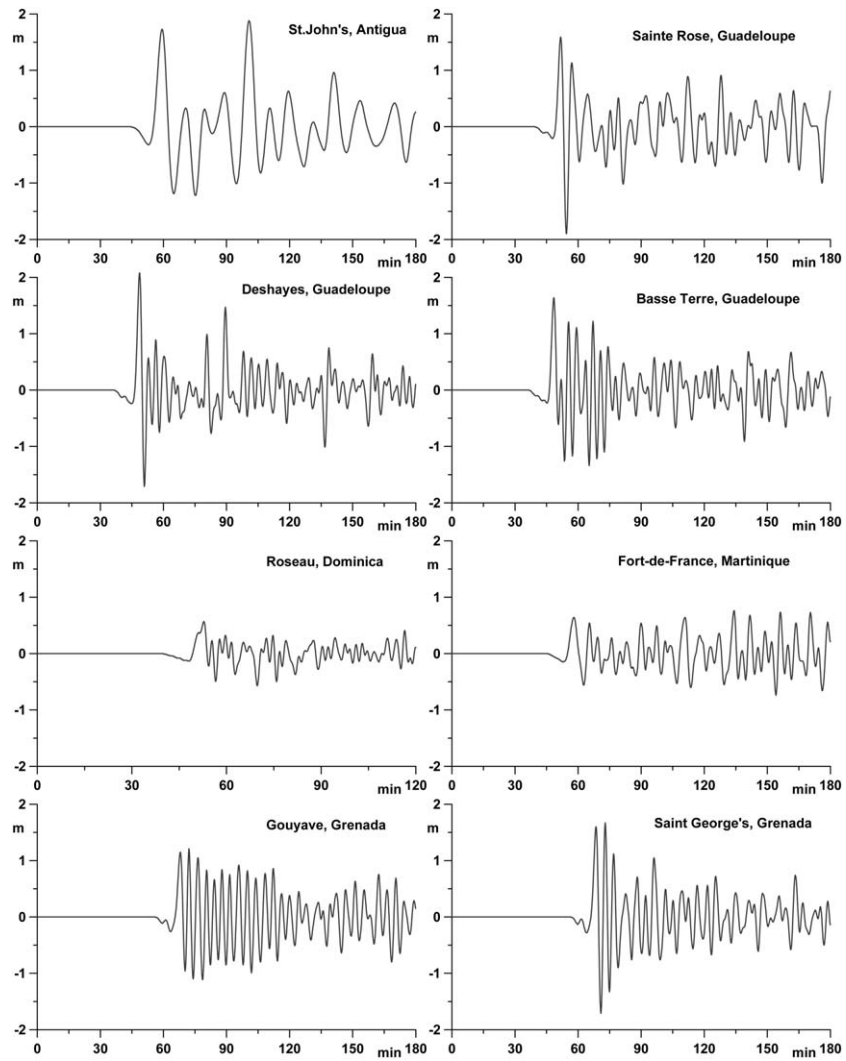 2
St.John's, Antigua
m
1
0
-1
-2
0 30 60 90 120 150 min 180
2
Sainte Rose, Guadeloupe
m
1
0
-1
-2
0 30 60 90 120 150 min 180
2
Deshayes, Guadeloupe
m
1
0
-1
-2
0 30 60 90 120 150 min 180
2
Basse Terre, Guadeloupe
m
1
0
-1
-2
0 30 60 90 120 150 min 180
2
Roseau, Dominica
m
1
0
-1
-2
0 30 60 90 min 120
2
Fort-de-France, Martinique
m
1
0
-1
-2
0 30 60 90 120 150 min 180
2
Gouyave, Grenada
m
1
0
-1
-2
0 30 60 90 120 150 min 180
2
Saint George's, Grenada
m
1
0
-1
-2
0 30 60 90 120 150 min 180